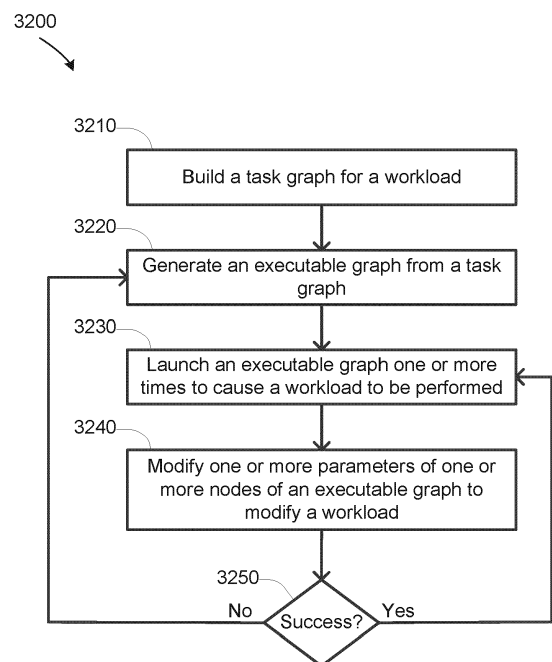 3200
3210
Build a task graph for a workload
3220
Generate an executable graph from a task
graph
3230
Launch an executable graph one or more
times to cause a workload to be performed
3240
Modify one or more parameters of one or
more nodes of an executable graph to
modify a workload
3250
No
Success?
Yes